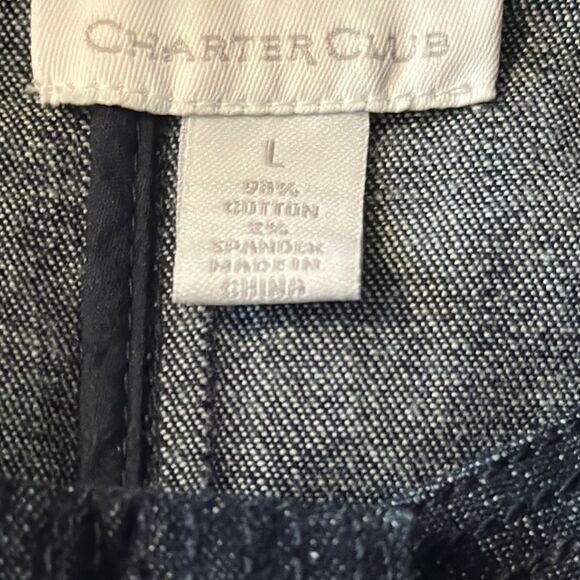 CHARTER CLUB
L
98%
COTTON
2%
SPANDEX
MADE IN
CHINA